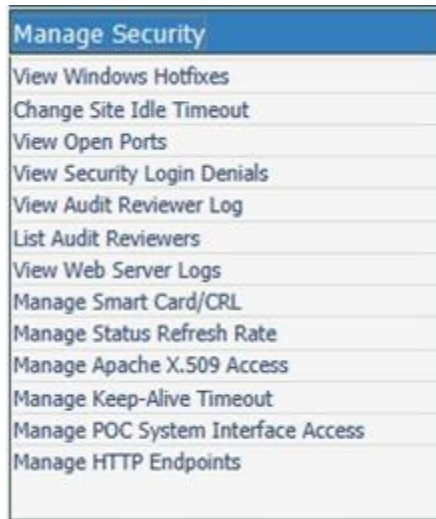 Manage Security
View Windows Hotfixes
Change Site Idle Timeout
View Open Ports
View Security Login Denials
View Audit Reviewer Log
List Audit Reviewers
View Web Server Logs
Manage Smart Card/CRL
Manage Status Refresh Rate
Manage Apache X.509 Access
Manage Keep-Alive Timeout
Manage POC System Interface Access
Manage HTTP Endpoints